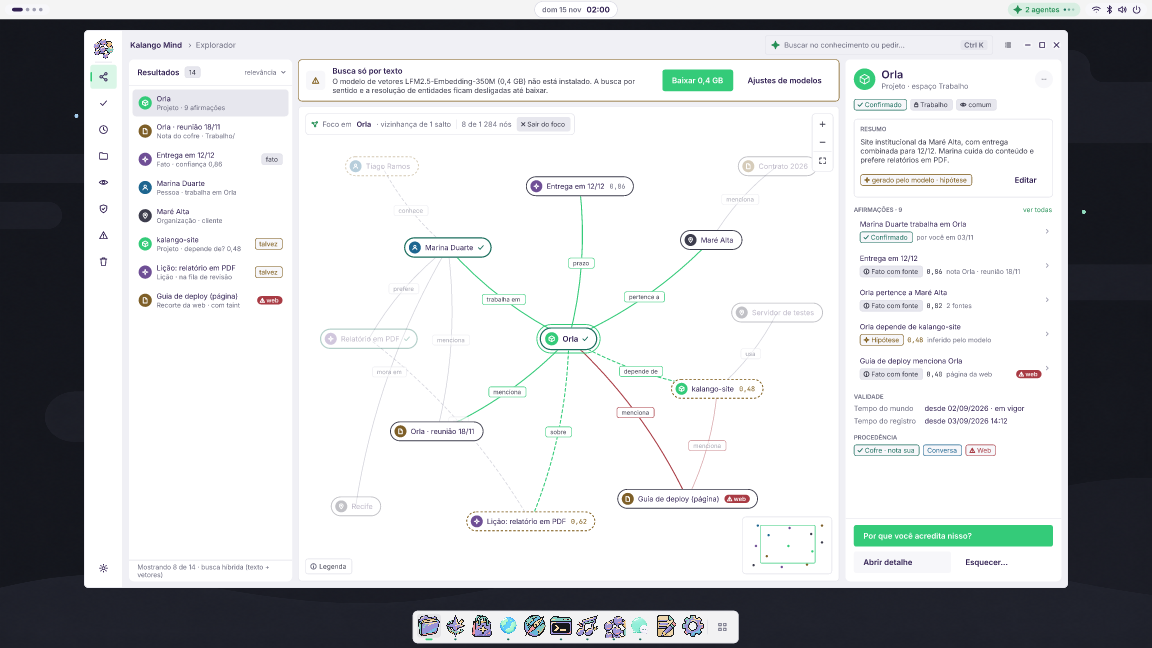 dom 15 nov 02:00
2 agentes
Kalango Mind › Explorador
Buscar no conhecimento ou pedir...
Ctrl K
Resultados 14
relevância
Orla
Projeto · 9 afirmações
Orla · reunião 18/11
Nota do cofre · Trabalho/
Entrega em 12/12
Fato · confiança 0,86
fato
Marina Duarte
Pessoa · trabalha em Orla
Maré Alta
Organização · cliente
kalango-site
Projeto · depende de? 0,48
talvez
Lição: relatório em PDF
Lição · na fila de revisão
talvez
Guia de deploy (página)
Recorte da web · com taint
web
Mostrando 8 de 14 · busca híbrida (texto +
vetores)
Busca só por texto
O modelo de vetores LFM2.5-Embedding-350M (0,4 GB) não está instalado. A busca por
sentido e a resolução de entidades ficam desligadas até baixar.
Baixar 0,4 GB
Ajustes de modelos
Foco em Orla · vizinhança de 1 salto
8 de 1 284 nós
Sair do foco
Tiago Ramos
Entrega em 12/12 0,86
Contrato 2026
conhece
menciona
Marina Duarte
Maré Alta
prazo
prefere
trabalha em
pertence a
Servidor de testes
Relatório em PDF
menciona
Orla
usa
mora em
depende de
menciona
kalango-site 0,48
menciona
Orla · reunião 18/11
sobre
menciona
Guia de deploy (página) web
Recife
Lição: relatório em PDF 0,62
Legenda
Orla
Projeto · espaço Trabalho
Confirmado
Trabalho
comum
RESUMO
Site institucional da Maré Alta, com entrega
combinada para 12/12. Marina cuida do conteúdo e
prefere relatórios em PDF.
gerado pelo modelo · hipótese
Editar
AFIRMAÇÕES · 9
ver todas
Marina Duarte trabalha em Orla
Confirmado por você em 03/11
Entrega em 12/12
Fato com fonte 0,86 nota Orla · reunião 18/11
Orla pertence a Maré Alta
Fato com fonte 0,82 2 fontes
Orla depende de kalango-site
Hipótese 0,48 inferido pelo modelo
Guia de deploy menciona Orla
Fato com fonte 0,40 página da web web
VALIDADE
Tempo do mundo desde 02/09/2026 · em vigor
Tempo do registro desde 03/09/2026 14:12
PROCEDÊNCIA
Cofre · nota sua
Conversa
Web
Por que você acredita nisso?
Abrir detalhe
Esquecer...